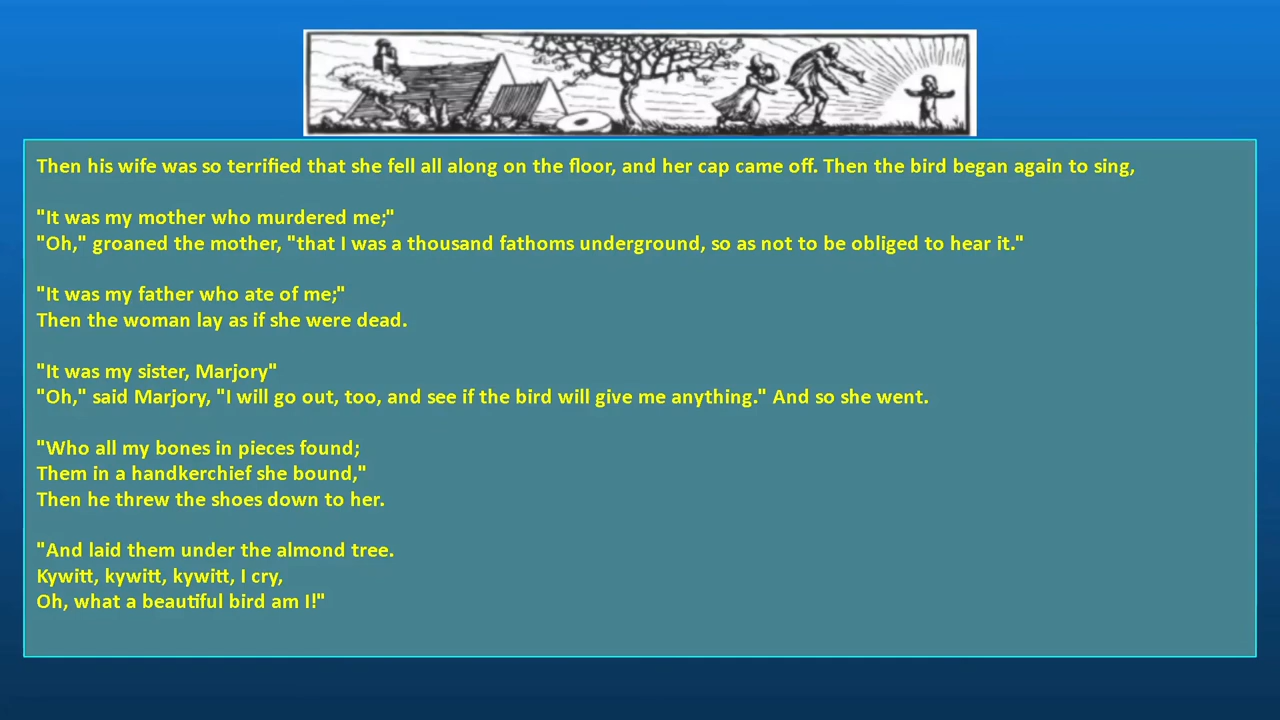 Then his wife was so terrified that she fell all along on the floor, and her cap came off. Then the bird began again to sing,
"It was my mother who murdered me;"
"Oh," groaned the mother, "that I was a thousand fathoms underground, so as not to be obliged to hear it."
"It was my father who ate of me;"
Then the woman lay as if she were dead.
"It was my sister, Marjory"
"Oh," said Marjory, "I will go out, too, and see if the bird will give me anything." And so she went.
"Who all my bones in pieces found;
Them in a handkerchief she bound,"
Then he threw the shoes down to her.
"And laid them under the almond tree.
Kywitt, kywitt, kywitt, I cry,
Oh, what a beautiful bird am I!"